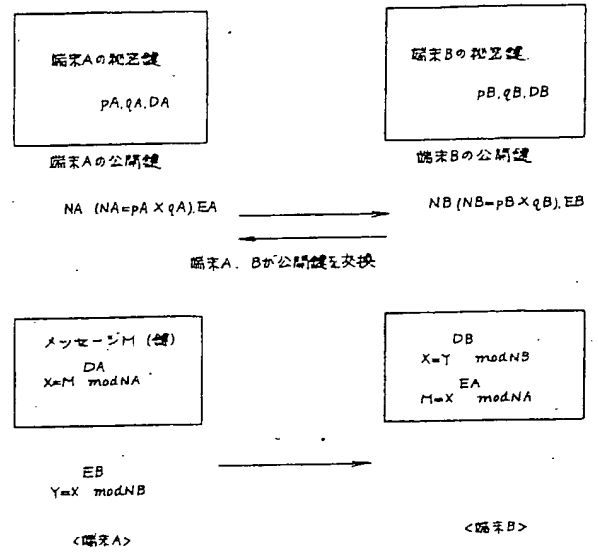 端末Aの秘密鍵
pA,qA,DA
端末Aの公開鍵
NA (NA=pA×qA),EA
端末Bの秘密鍵
pB,qB,DB
端末Bの公開鍵
NB(NB=pB×qB),EB
端末A、Bが公開鍵を交換
メッセージM (鍵)
DA
X=M modNA
EB
Y=X modNB
<端末A>
DB
X=Y modNB
EA
M=X modNA
<端末B>